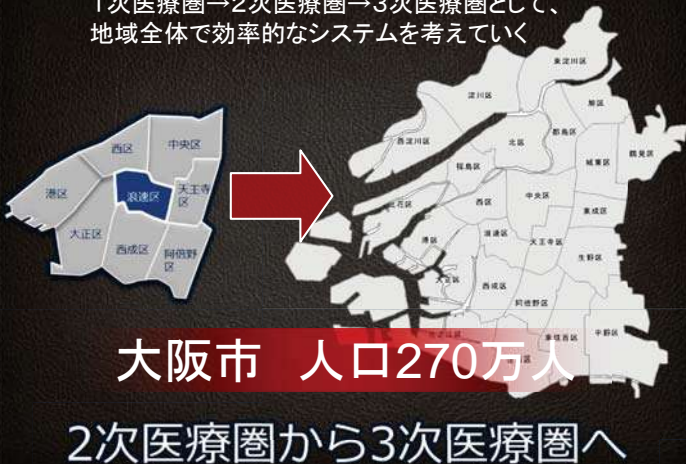 1次医療圏→2次医療圏→3次医療圏として、
地域全体で効率的なシステムを考えていく
西区
中央区
港区
浪速区
天王寺
区
大正区
西成区
阿倍野
区
東淀川区
淀川区
旭区
西淀川区
北区
都島区
鶴見区
城東区
福島区
此花区
西区
中央区
東成区
港区
浪速区
天王寺区
生野区
大正区
西成区
阿倍野区
東住吉区
平野区
大阪市 人口270万人
2次医療圏から3次医療圏へ